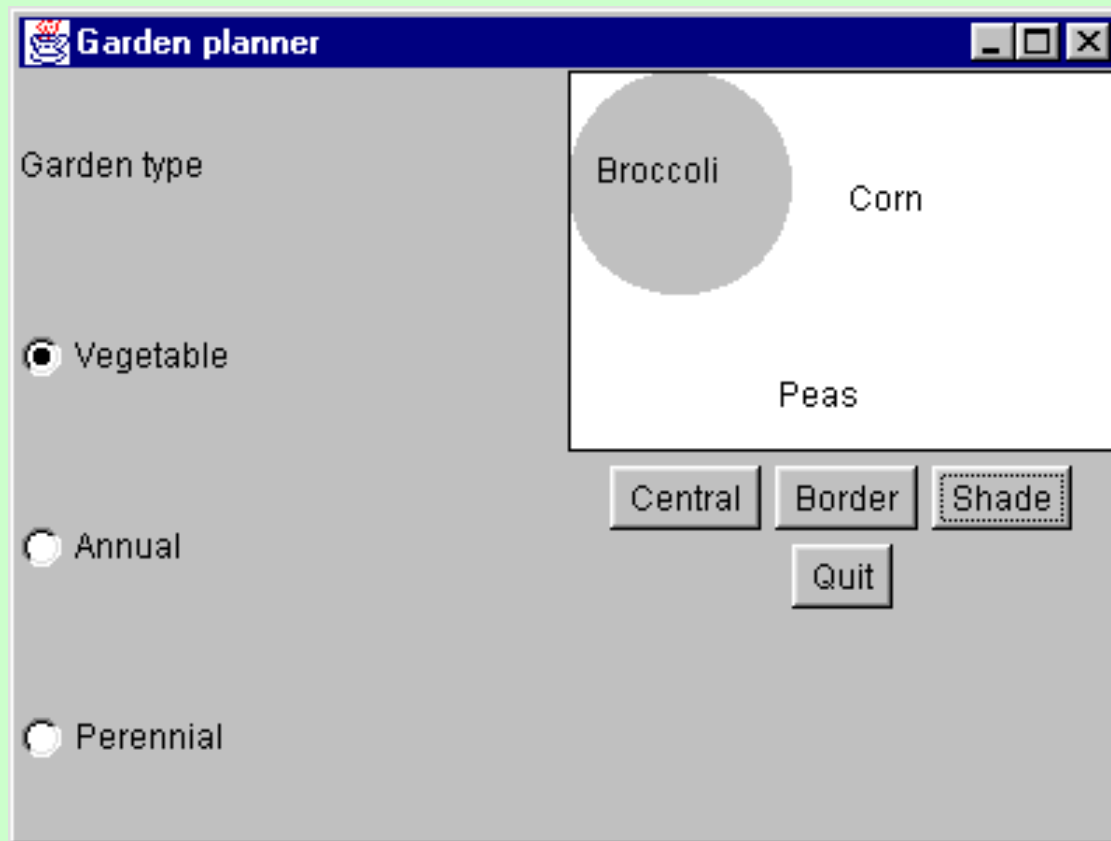 Garden planner
Garden type
Vegetable
Annual
Perennial
Broccoli
Corn
Peas
Central Border Shade
Quit